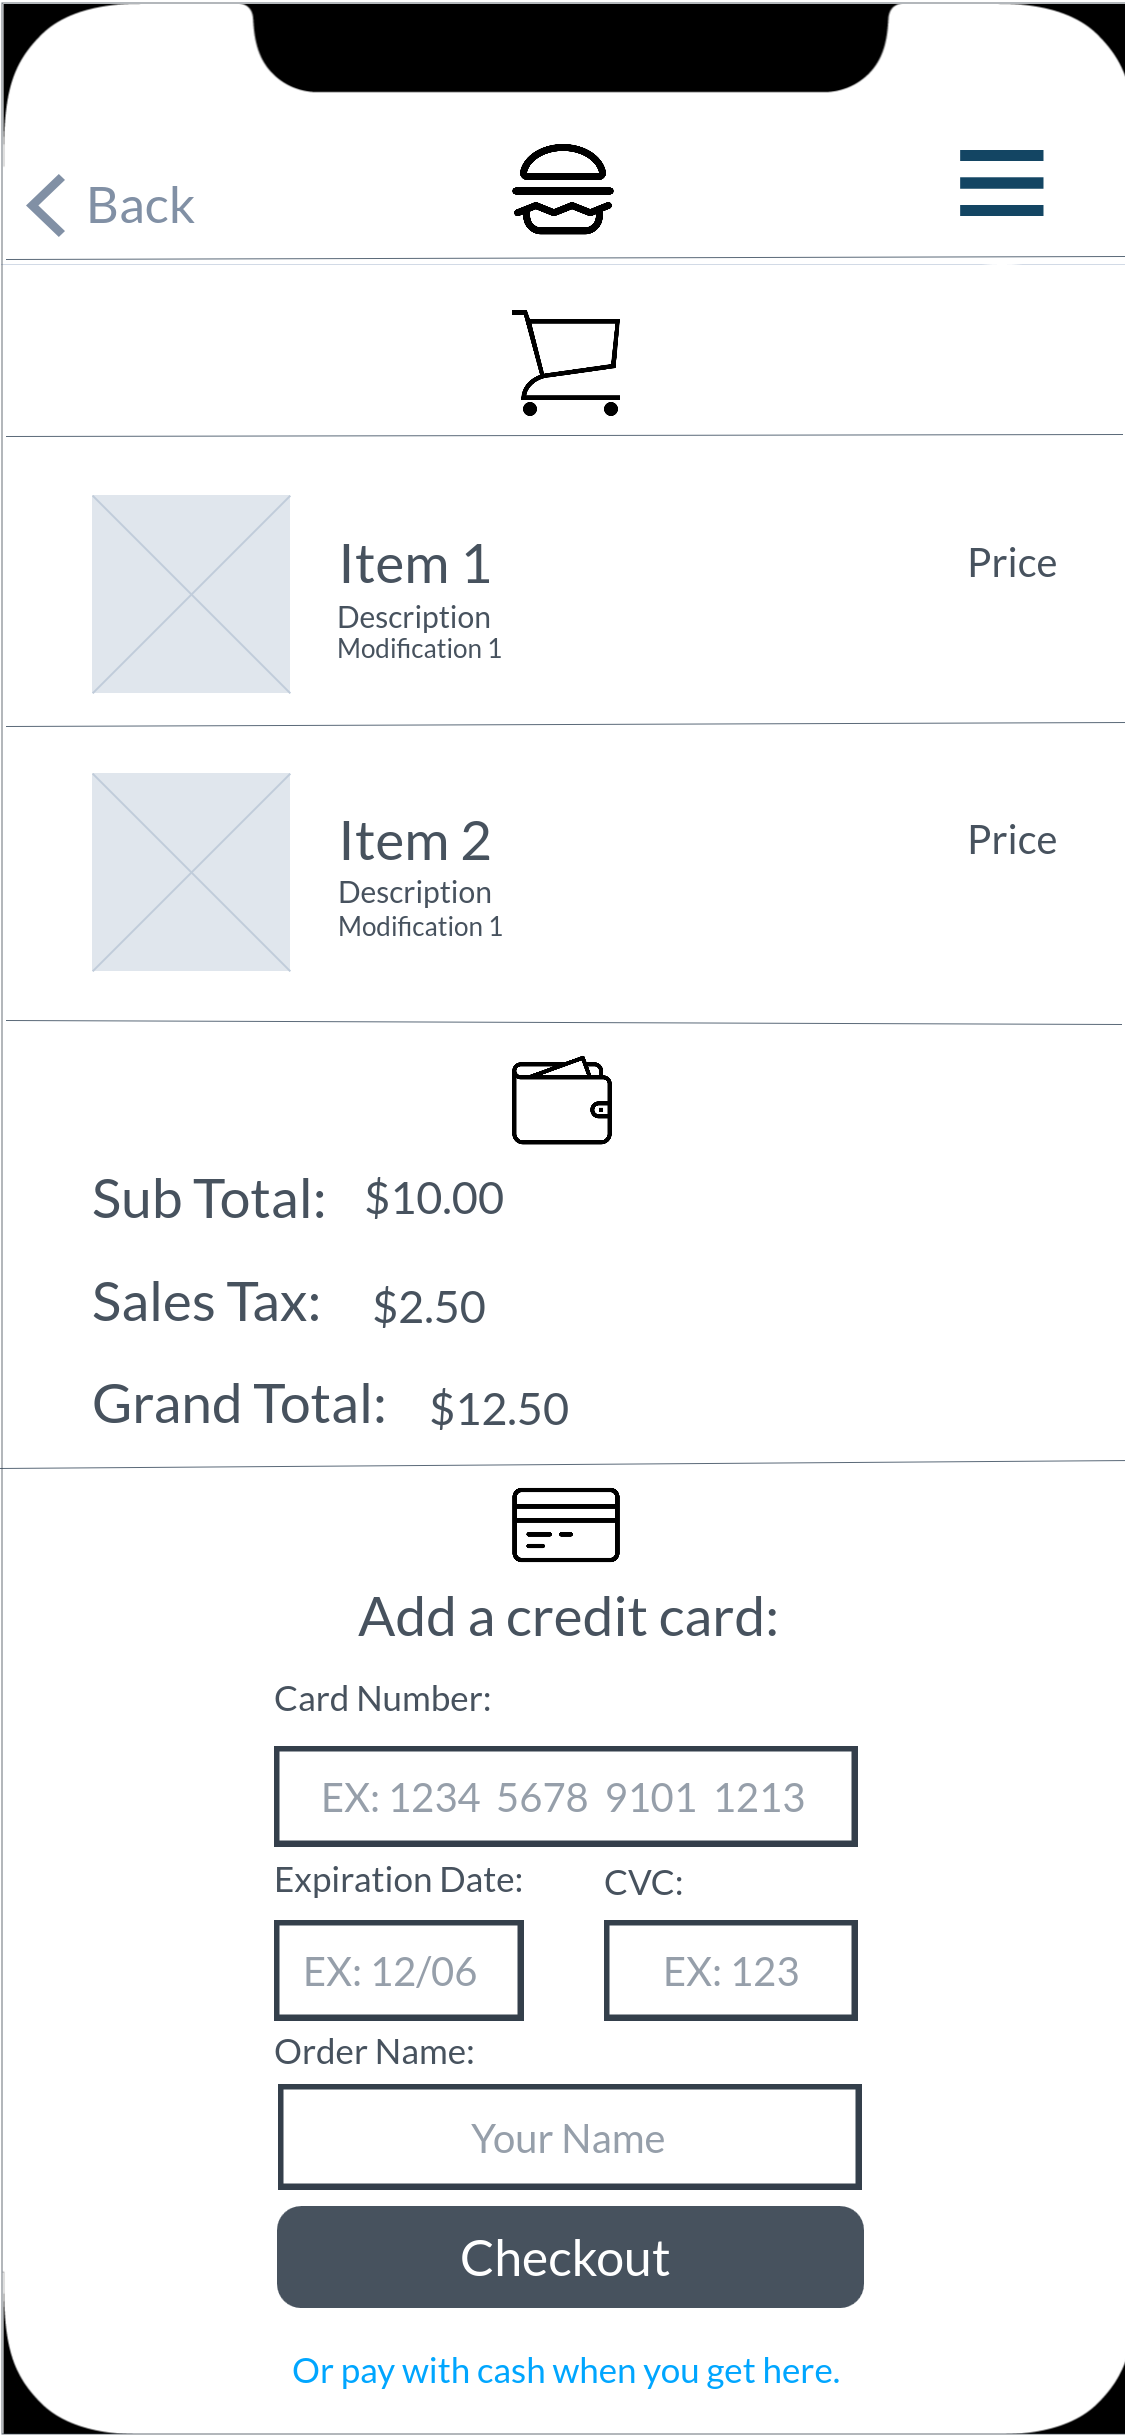 Back
Item 1
Price
Description
Modification 1
Item 2
Price
Description
Modification 1
Sub Total: $10.00
Sales Tax: $2.50
Grand Total: $12.50
Add a credit card:
Card Number:
EX: 1234 5678 9101 1213
Expiration Date: CVC:
EX: 12/06 EX: 123
Order Name:
Your Name
Checkout
Or pay with cash when you get here.